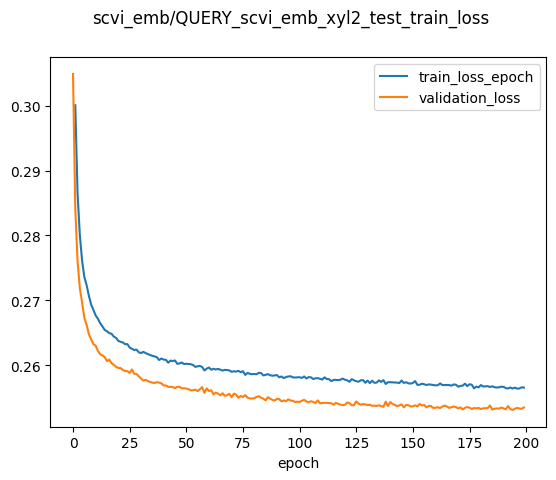 scvi_emb/QUERY_scvi_emb_xyl2_test_train_loss
train_loss_epoch
validation_loss
0.30
0.29
0.28
0.27
0.26
0 25 50 75 100 125 150 175 200
epoch